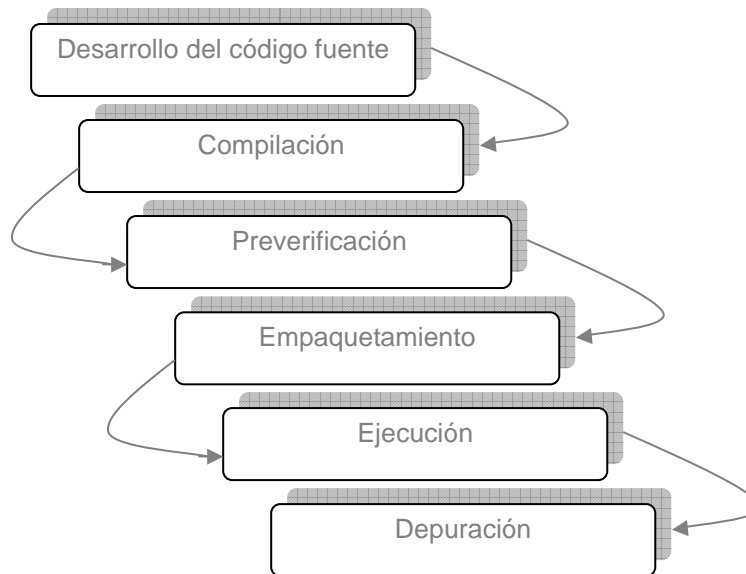 Desarrollo del código fuente
Compilación
Preverificación
Empaquetamiento
Ejecución
Depuración